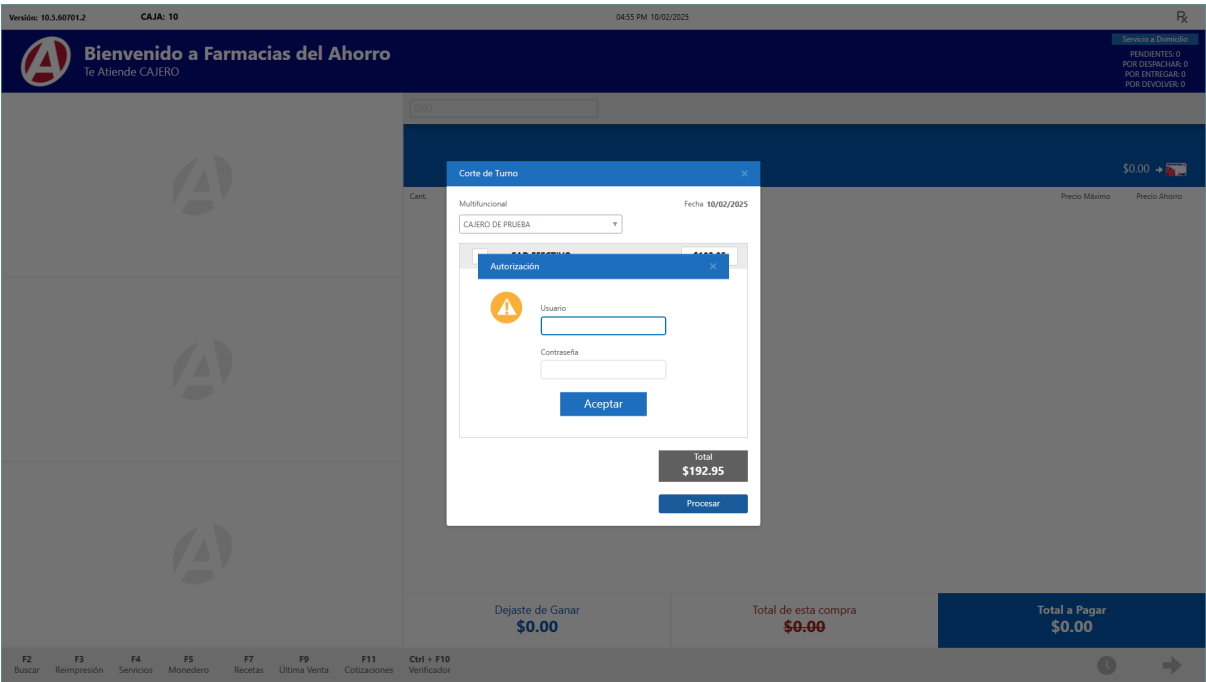 Versión: 10.5.60701.2 CAJA: 10 04:55 PM 10/02/2025
Bienvenido a Farmacias del Ahorro
Te Atiende CAJERO
Servicio a Domicilio
PENDIENTES: 0
POR DESPACHAR: 0
POR ENTREGAR: 0
POR DEVOLVER: 0
SKU
$0.00
Cant. Precio Máximo Precio Ahorro
Corte de Turno
Multifuncional Fecha 10/02/2025
CAJERO DE PRUEBA
Autorización
Usuario
Contraseña
Aceptar
Total
$192.95
Procesar
Dejaste de Ganar
$0.00
Total de esta compra
$0.00
Total a Pagar
$0.00
F2 F3 F4 F5 F7 F9 F11 Ctrl + F10
Buscar Reimpresión Servicios Monedero Recetas Última Venta Cotizaciones Verificador